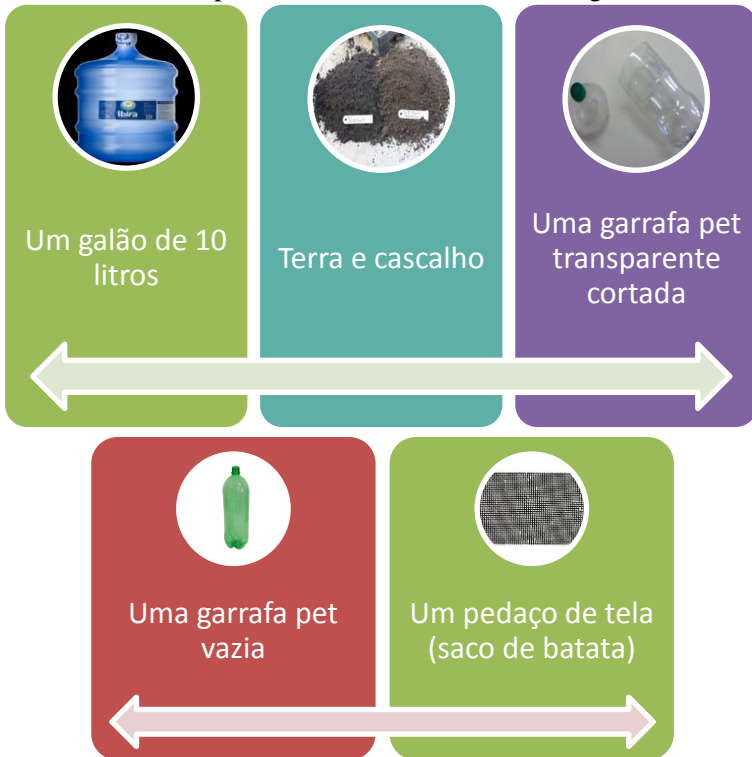 Ibira
Um galão de 10
litros
Terra e cascalho
Uma garrafa pet
transparente
cortada
Uma garrafa pet
vazia
Um pedaço de tela
(saco de batata)